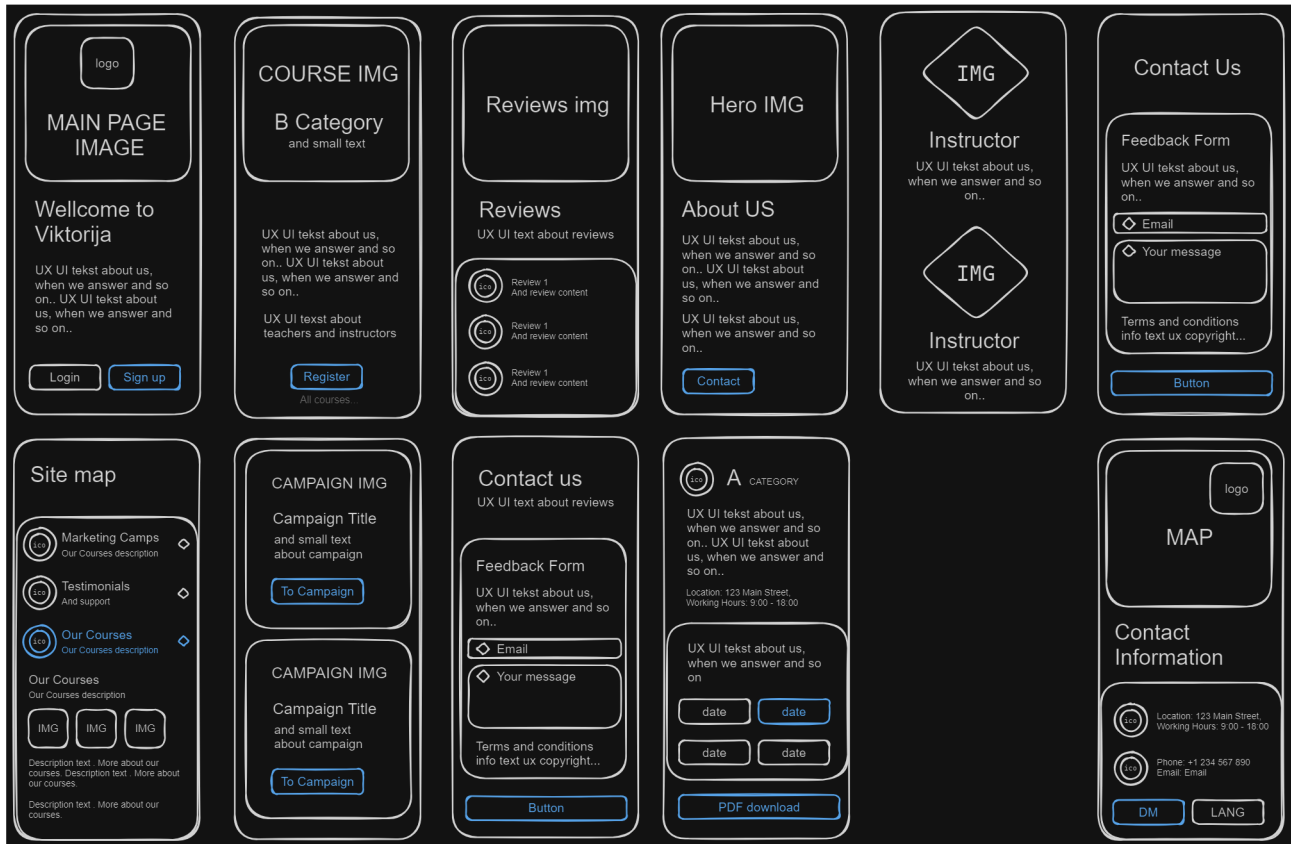 logo
MAIN PAGE
IMAGE
Wellcome to
Viktorija
UX UI tekst about us,
when we answer and so
on.. UX UI tekst about
us, when we answer and
so on..
Login
Sign up
COURSE IMG
B Category
and small text
UX UI tekst about us,
when we answer and so
on.. UX UI tekst about
us, when we answer and
so on..
UX UI texst about
teachers and instructors
Register
All courses...
Reviews img
Reviews
UX UI text about reviews
ico
Review 1
And review content
ico
Review 1
And review content
ico
Review 1
And review content
Hero IMG
About US
UX UI tekst about us,
when we answer and so
on.. UX UI tekst about
us, when we answer and
so on..
UX UI tekst about us,
when we answer and so
on..
Contact
IMG
Instructor
UX UI tekst about us,
when we answer and so
on..
IMG
Instructor
UX UI tekst about us,
when we answer and so
on..
Contact Us
Feedback Form
UX UI tekst about us,
when we answer and so
on..
Email
Your message
Terms and conditions
info text ux copyright...
Button
Site map
ico
Marketing Camps
Our Courses description
ico
Testimonials
And support
ico
Our Courses
Our Courses description
Our Courses
Our Courses description
IMG
IMG
IMG
Description text . More about our
courses. Description text . More about
our courses.
Description text . More about our
courses.
CAMPAIGN IMG
Campaign Title
and small text
about campaign
To Campaign
CAMPAIGN IMG
Campaign Title
and small text
about campaign
To Campaign
Contact us
UX UI text about reviews
Feedback Form
UX UI tekst about us,
when we answer and so
on..
Email
Your message
Terms and conditions
info text ux copyright...
Button
ico
A CATEGORY
UX UI tekst about us,
when we answer and so
on.. UX UI tekst about
us, when we answer and
so on..
Location: 123 Main Street,
Working Hours: 9:00 - 18:00
UX UI tekst about us,
when we answer and so
on
date
date
date
date
PDF download
logo
MAP
Contact
Information
ico
Location: 123 Main Street,
Working Hours: 9:00 - 18:00
ico
Phone: +1 234 567 890
Email: Email
DM
LANG